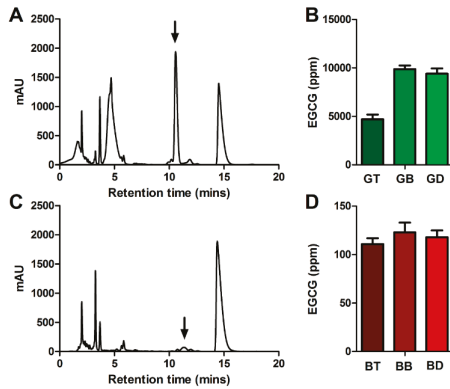 A
2500
2000
1500
1000
500
0
mAU
0 5 10 15 20
Retention time (mins)
B
15000
10000
5000
0
EGCG (ppm)
GT GB GD
C
2500
2000
1500
1000
500
0
mAU
0 5 10 15 20
Retention time (mins)
D
150
100
50
0
EGCG (ppm)
BT BB BD